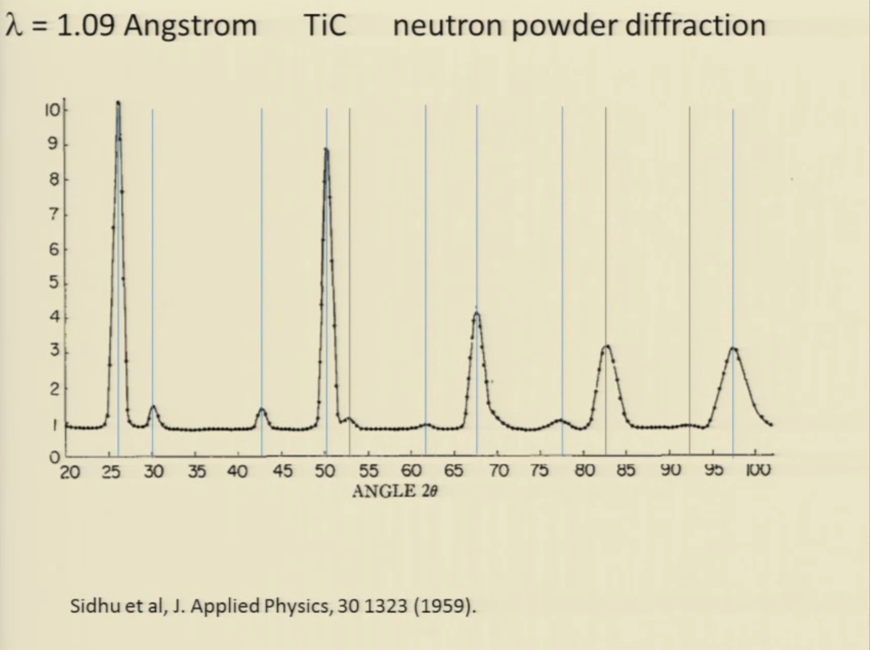 λ = 1.09 Angstrom TiC neutron powder diffraction
10
9
8
7
6
5
4
3
2
1
0
20 25 30 35 40 45 50 55 60 65 70 75 80 85 90 95 100
ANGLE 2θ
Sidhu et al, J. Applied Physics, 30 1323 (1959).